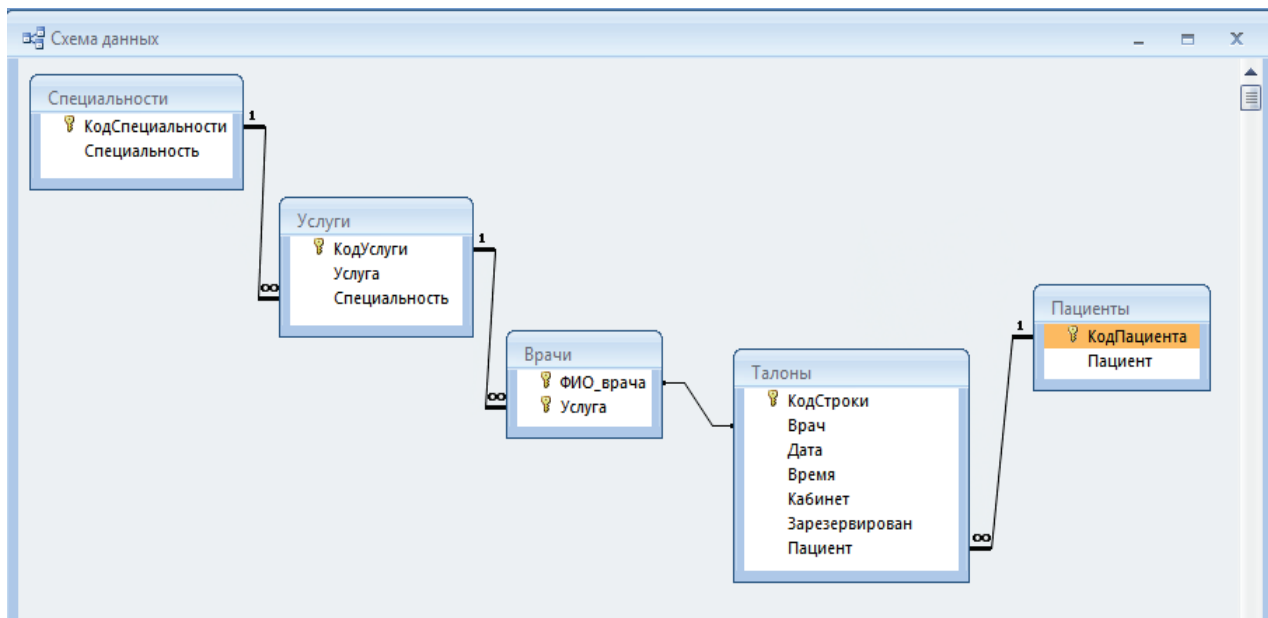 Схема данных
Специальности
КодСпециальности
Специальность
1
∞
Услуги
КодУслуги
Услуга
Специальность
1
∞
Врачи
ФИО_врача
Услуга
Талоны
КодСтроки
Врач
Дата
Время
Кабинет
Зарезервирован
Пациент
∞
1
Пациенты
КодПациента
Пациент